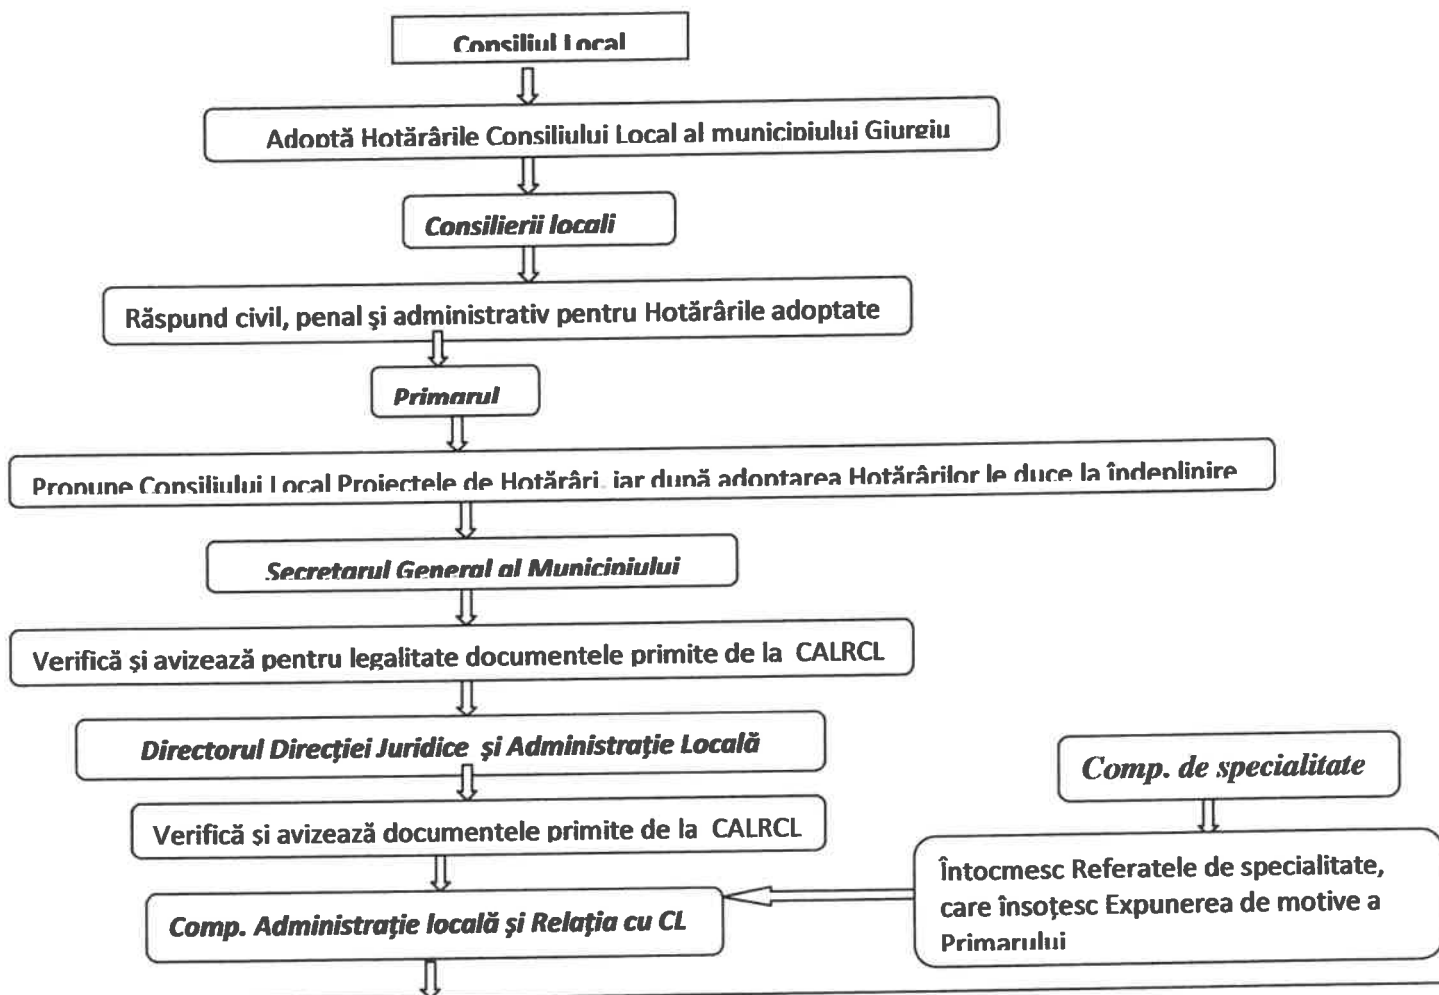 Consiliul Local
Adoptă Hotărârile Consiliului Local al municipiului Giurgiu
Consilierii locali
Răspund civil, penal şi administrativ pentru Hotărârile adoptate
Primarul
Propune Consiliului Local Proiectele de Hotărâri, iar după adoptarea Hotărârilor le duce la îndeplinire
Secretarul General al Municipiului
Verifică şi avizează pentru legalitate documentele primite de la CALRCL
Directorul Direcţiei Juridice şi Administraţie Locală
Verifică şi avizează documentele primite de la CALRCL
Comp. Administraţie locală şi Relaţia cu CL
Comp. de specialitate
Întocmesc Referatele de specialitate,
care însoţesc Expunerea de motive a
Primarului